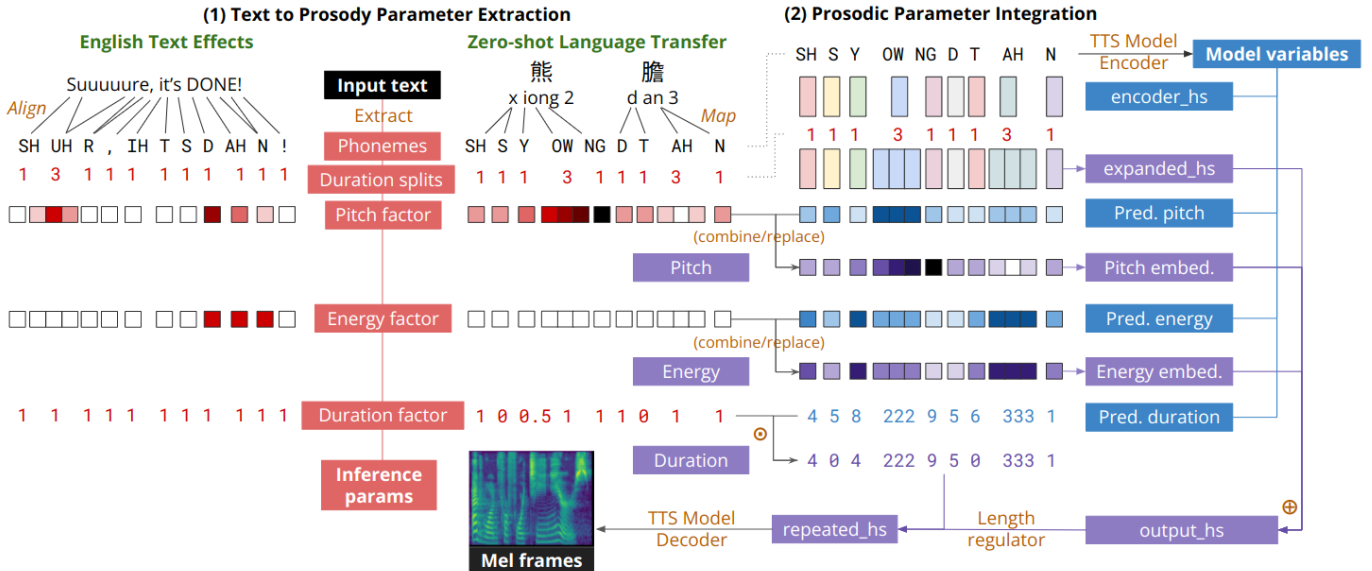 (1) Text to Prosody Parameter Extraction
English Text Effects
Zero-shot Language Transfer
Suuuuure, it's DONE!
Align
SH UH R , IH T S D AH N !
1 3 1 1 1 1 1 1 1 1 1
1 1 1 1 1 1 1 1 1 1 1
Input text
Extract
Phonemes
Duration splits
Pitch factor
Energy factor
Duration factor
Inference params
熊 膽
x iong 2 d an 3
Map
SH S Y OW NG D T AH N
1 1 1 3 1 1 1 3 1
(combine/replace)
Pitch
(combine/replace)
Energy
1 0 0.5 1 1 1 0 1 1
⊙
Duration
(2) Prosodic Parameter Integration
SH S Y OW NG D T AH N
TTS Model
Encoder
Model variables
encoder_hs
1 1 1 3 1 1 1 3 1
expanded_hs
Pred. pitch
Pitch embed.
Pred. energy
Energy embed.
4 5 8 222 9 5 6 333 1
Pred. duration
4 0 4 222 9 5 0 333 1
⊕
output_hs
Length
regulator
repeated_hs
TTS Model
Decoder
Mel frames